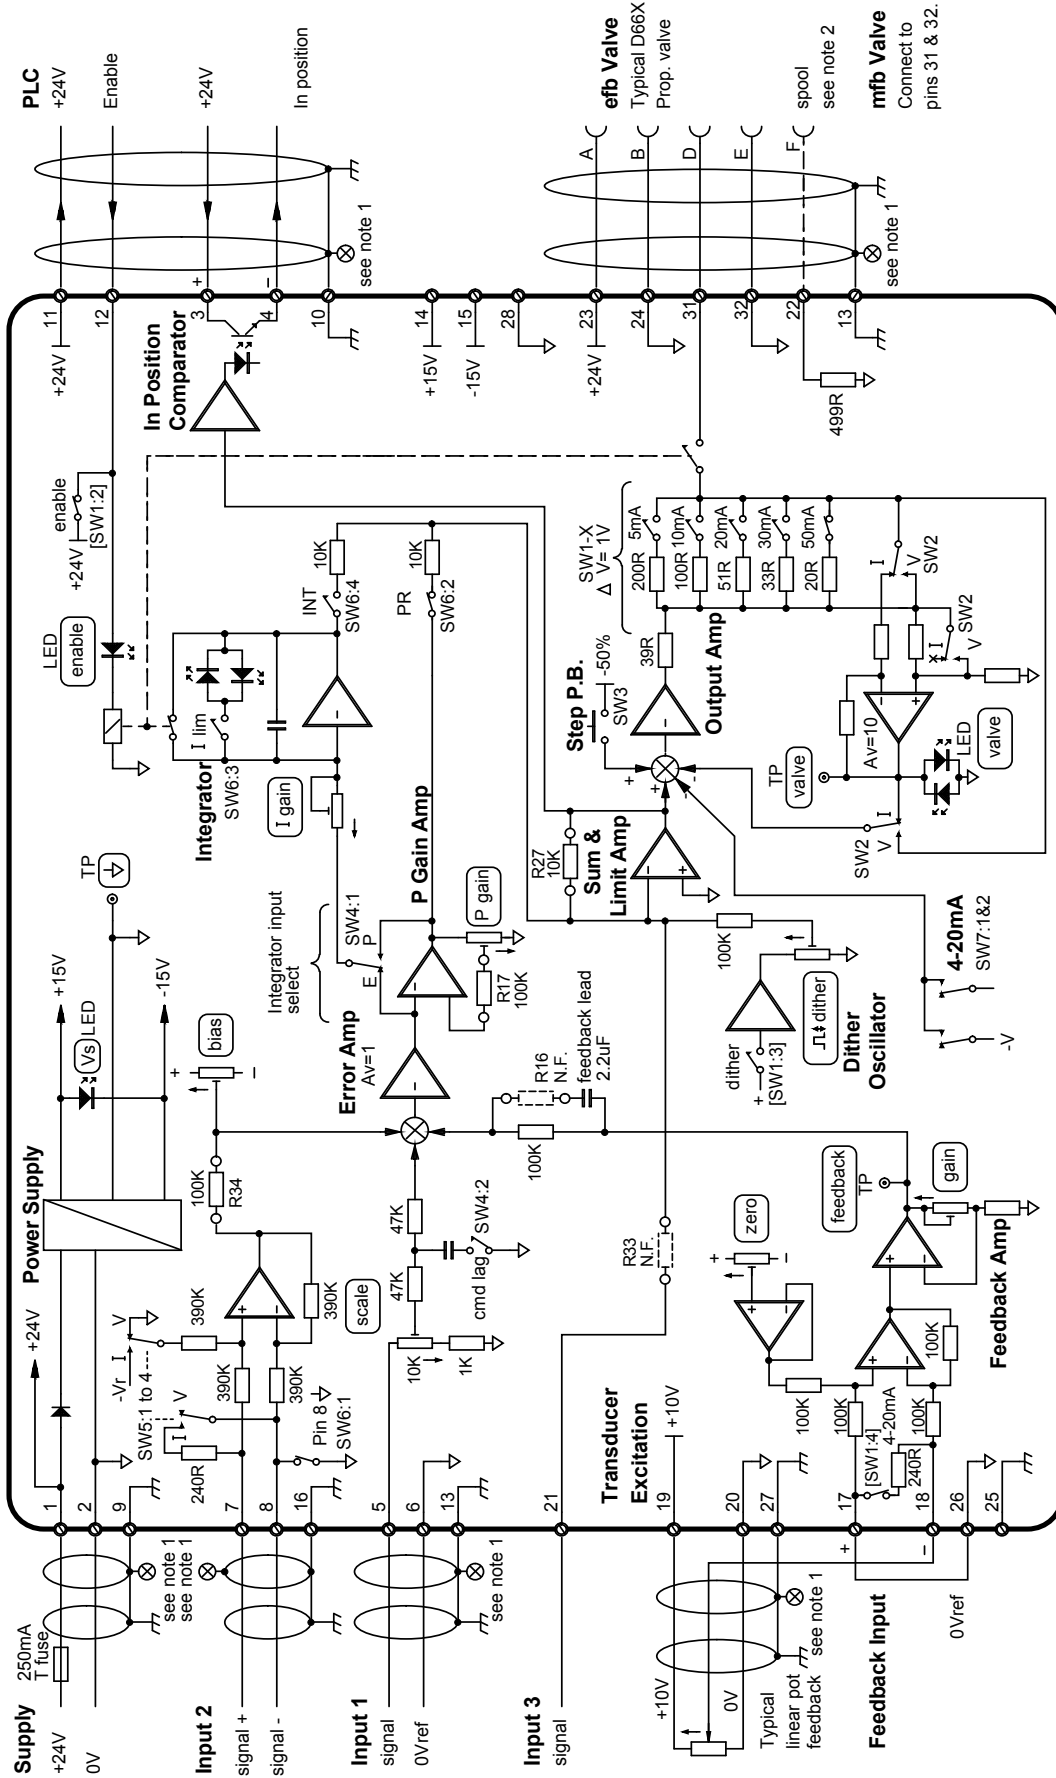 Supply
+24V
0V
250mA
T fuse
see note 1
see note 1
1
2
9
+24V
Power Supply
+15V
Vs
LED
-15V
TP
Input 2
signal +
signal -
7
8
16
240R
I
V
SW5:1 to 4
-Vr
I
V
390K
390K
390K
390K
Pin 8
SW6:1
100K
R34
bias
+
–
Input 1
signal
0Vref
see note 1
5
6
13
scale
10K
1K
47K
47K
cmd lag
SW4:2
Error Amp
Av=1
Integrator input
select
SW4:1
E
P
P Gain Amp
P gain
R17
100K
R16
N.F.
feedback lead
2.2uF
100K
Integrator
SW6:3
I lim
I gain
INT
SW6:4
10K
PR
SW6:2
10K
LED
enable
enable
+24V
[SW1:2]
Input 3
signal
21
R33
N.F.
Transducer
Excitation
+10V
19
20
27
+10V
0V
Typical
linear pot
feedback
see note 1
Feedback Input
0Vref
+
–
17
18
26
25
[SW1:4]
4-20mA
240R
100K
100K
100K
100K
zero
+
–
feedback
TP
gain
Feedback Amp
dither
+
[SW1:3]
dither
Dither
Oscillator
100K
R27
10K
Sum &
Limit Amp
4-20mA
SW7:1&2
-V
Step P.B.
-50%
SW3
Output Amp
39R
SW1-X
Δ V= 1V
200R
5mA
100R
10mA
51R
20mA
33R
30mA
20R
50mA
SW2
I
V
SW2
I
V
SW2
I
V
Av=10
TP
valve
LED
valve
In Position
Comparator
+24V
11
12
3
4
10
+15V
14
-15V
15
28
+24V
23
24
31
32
22
13
499R
PLC
+24V
Enable
+24V
In position
+
–
see note 1
efb Valve
Typical D66X
Prop. valve
A
B
D
E
F
spool
see note 2
see note 1
mfb Valve
Connect to
pins 31 & 32.